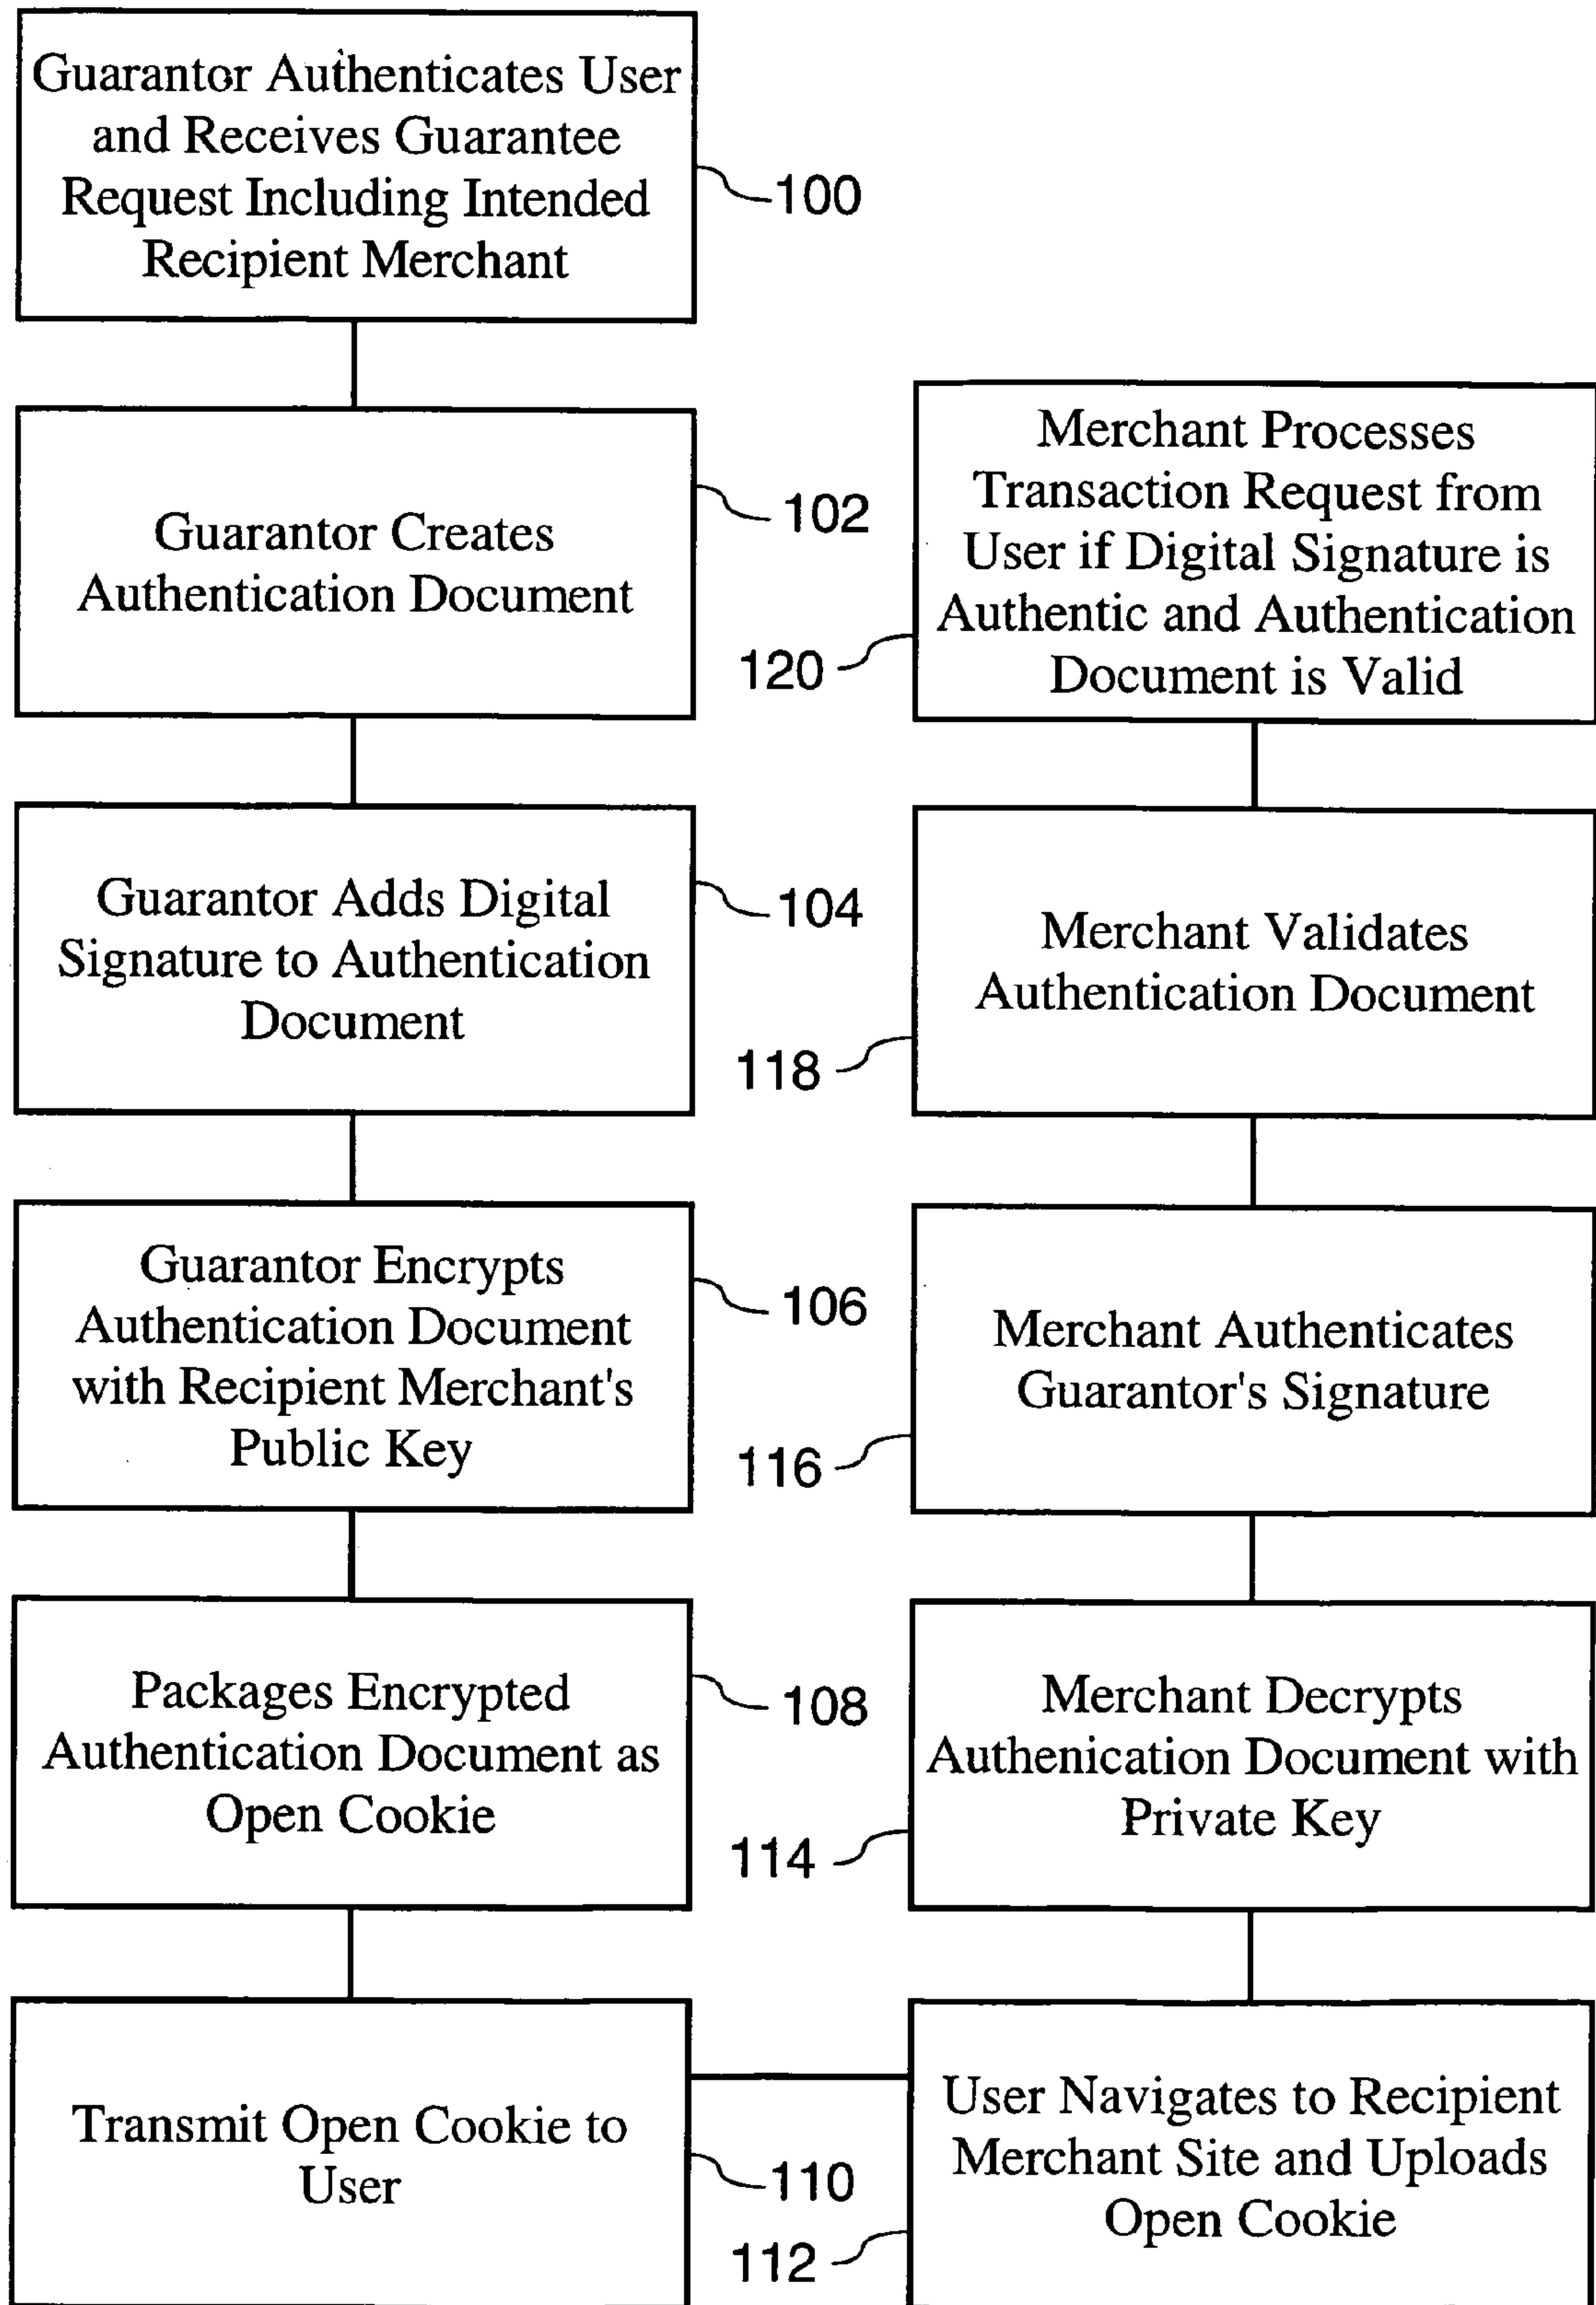 Guarantor Authenticates User
and Receives Guarantee
Request Including Intended
Recipient Merchant
100
Guarantor Creates
Authentication Document
102
Guarantor Adds Digital
Signature to Authentication
Document
104
Guarantor Encrypts
Authentication Document
with Recipient Merchant's
Public Key
106
Packages Encrypted
Authentication Document as
Open Cookie
108
Transmit Open Cookie to
User
110
User Navigates to Recipient
Merchant Site and Uploads
Open Cookie
112
Merchant Decrypts
Authenication Document with
Private Key
114
Merchant Authenticates
Guarantor's Signature
116
Merchant Validates
Authentication Document
118
Merchant Processes
Transaction Request from
User if Digital Signature is
Authentic and Authentication
Document is Valid
120